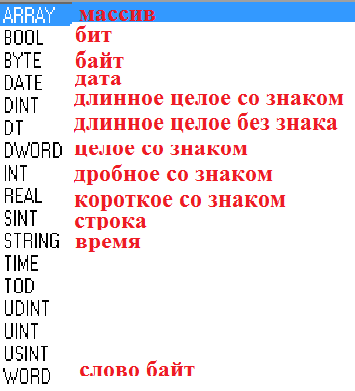 ARRAY массив
BOOL бит
BYTE байт
DATE дата
DINT длинное целое со знаком
DT длинное целое без знака
DWORD целое со знаком
INT дробное со знаком
REAL короткое со знаком
SINT строка
STRING время
TIME
TOD
UDINT
UINT
USINT
WORD слово байт